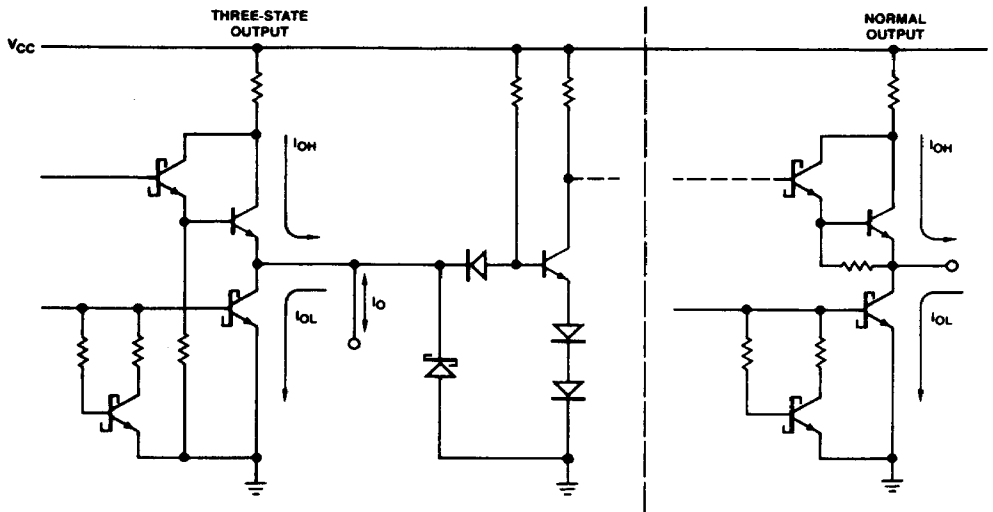 THREE-STATE
OUTPUT
NORMAL
OUTPUT
VCC
IOH
IOH
IO
IOL
IOL